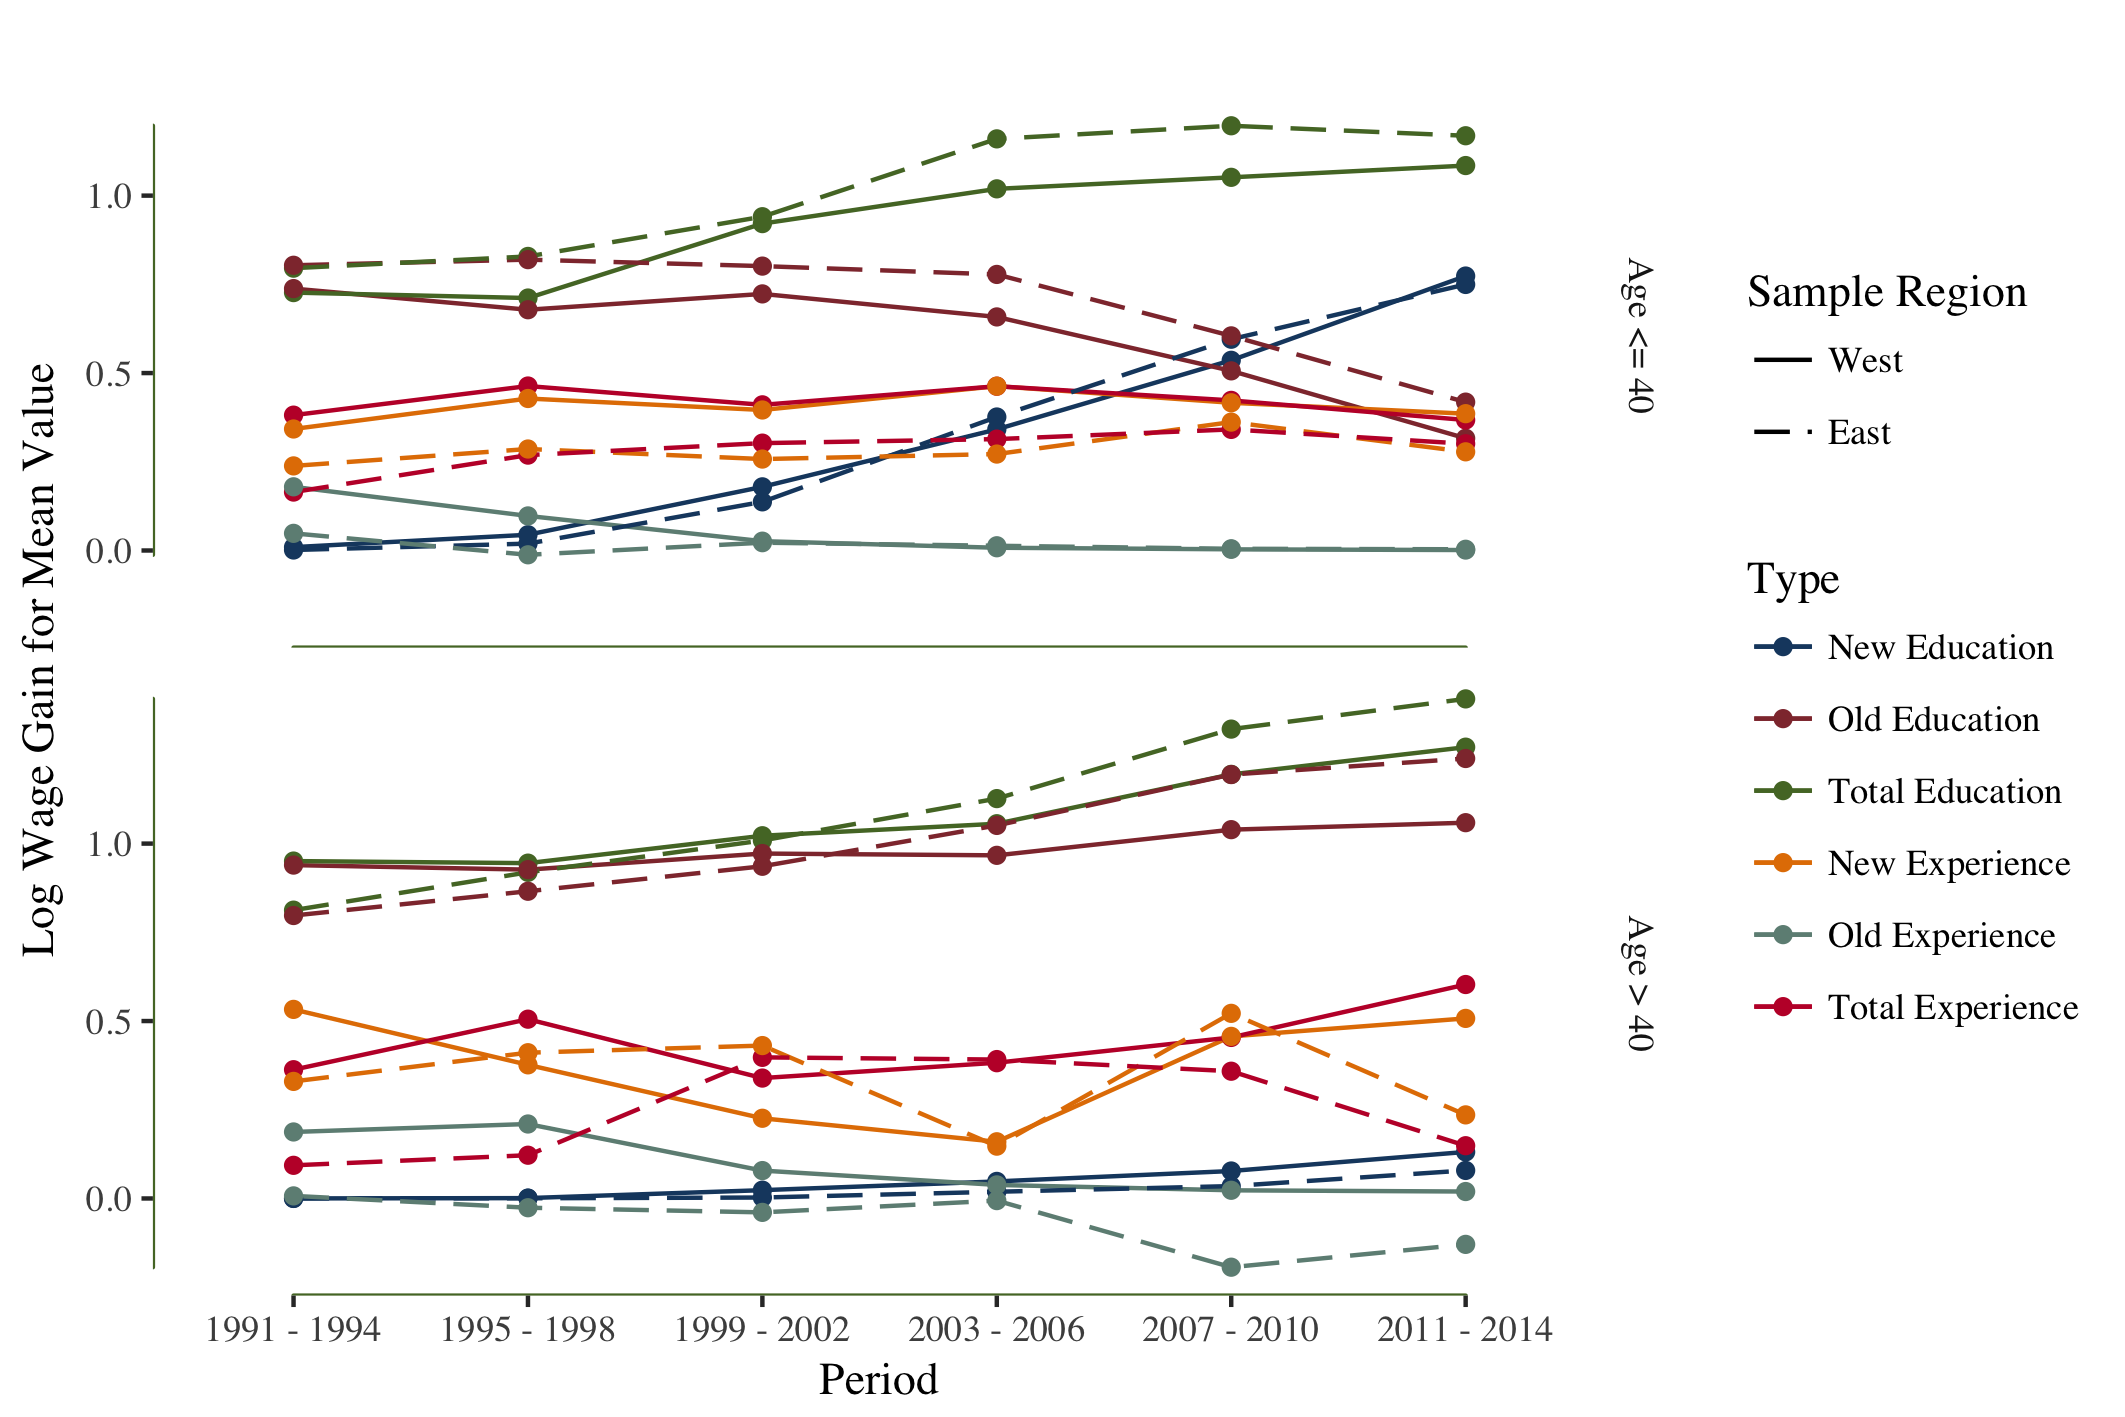 Log Wage Gain for Mean Value
1.0
0.5
0.0
Age <= 40
1.0
0.5
0.0
Age > 40
1991 - 1994
1995 - 1998
1999 - 2002
2003 - 2006
2007 - 2010
2011 - 2014
Period
Sample Region
West
East
Type
New Education
Old Education
Total Education
New Experience
Old Experience
Total Experience